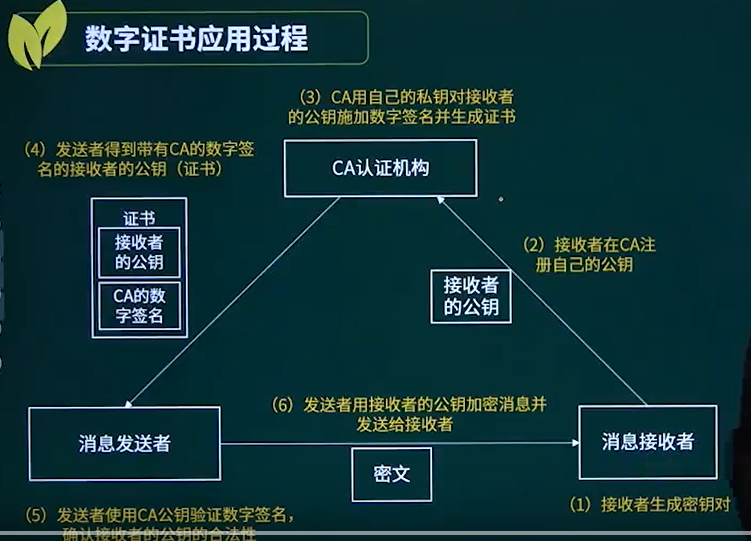 数字证书应用过程
（3）CA用自己的私钥对接收者
的公钥施加数字签名并生成证书
（4）发送者得到带有CA的数字签
名的接收者的公钥（证书）
CA认证机构
证书
接收者
的公钥
CA的数
字签名
（2）接收者在CA注
册自己的公钥
接收者
的公钥
（6）发送者用接收者的公钥加密消息并
发送给接收者
消息发送者
消息接收者
密文
（1）接收者生成密钥对
（5）发送者使用CA公钥验证数字签名，
确认接收者的公钥的合法性